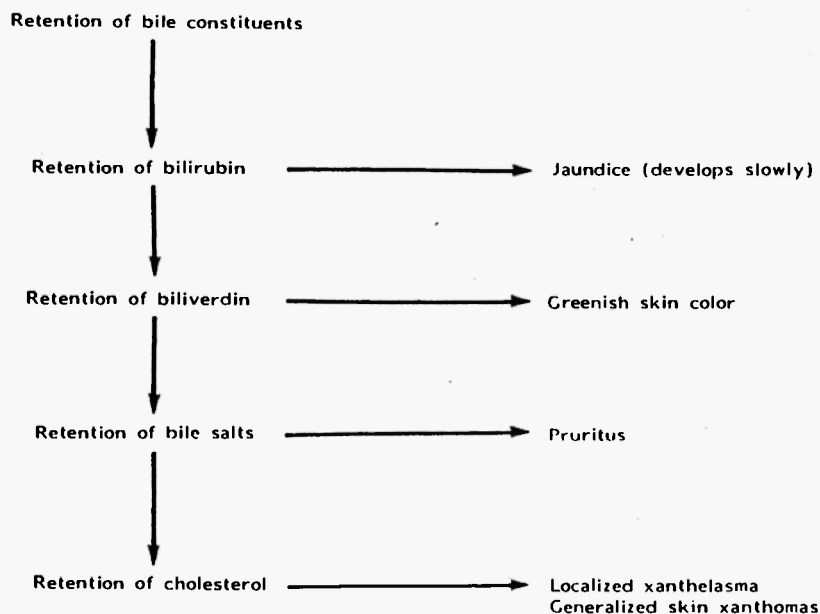 Retention of bile constituents
Retention of bilirubin
Jaundice (develops slowly)
Retention of biliverdin
Greenish skin color
Retention of bile salts
Pruritus
Retention of cholesterol
Localized xanthelasma
Generalized skin xanthomas